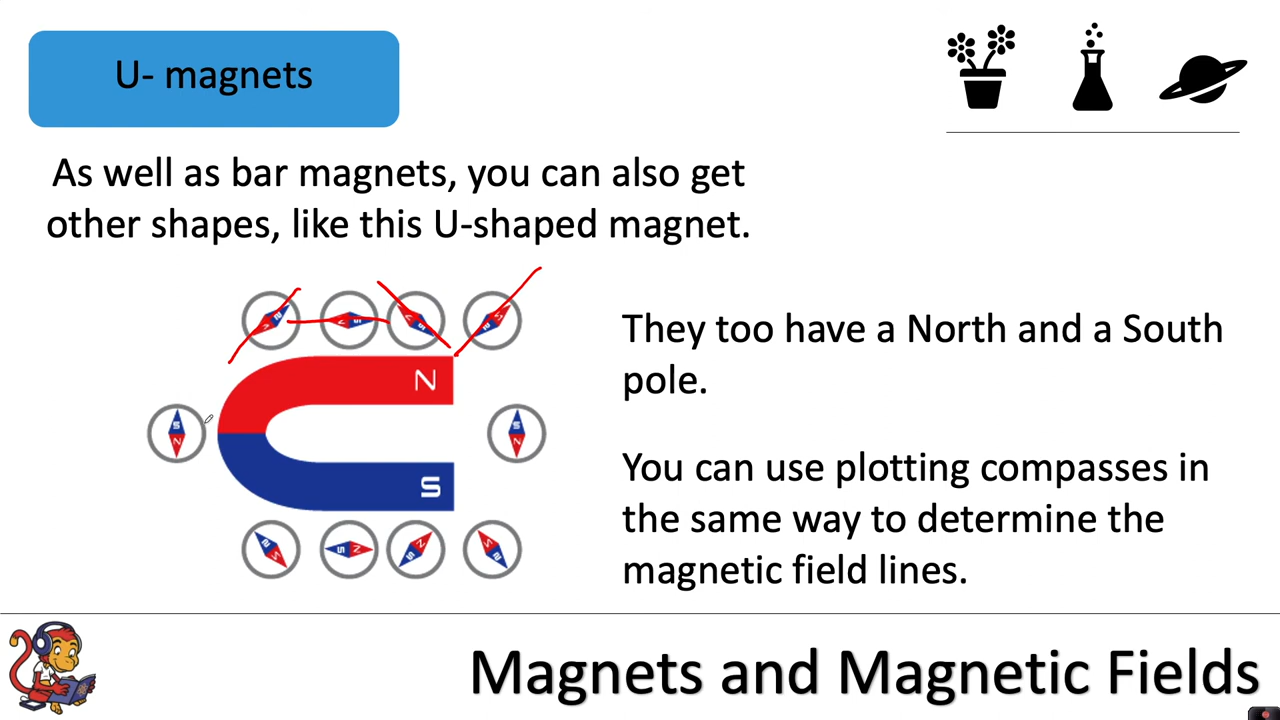 U- magnets
As well as bar magnets, you can also get
other shapes, like this U-shaped magnet.
They too have a North and a South
pole.
You can use plotting compasses in
the same way to determine the
magnetic field lines.
N
S
S
N
S
N
S
N
Magnets and Magnetic Fields